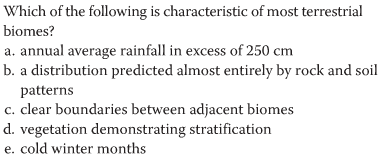 Which of the following is characteristic of most terrestrial
biomes?
a. annual average rainfall in excess of 250 cm
b. a distribution predicted almost entirely by rock and soil
patterns
c. clear boundaries between adjacent biomes
d. vegetation demonstrating stratification
e. cold winter months